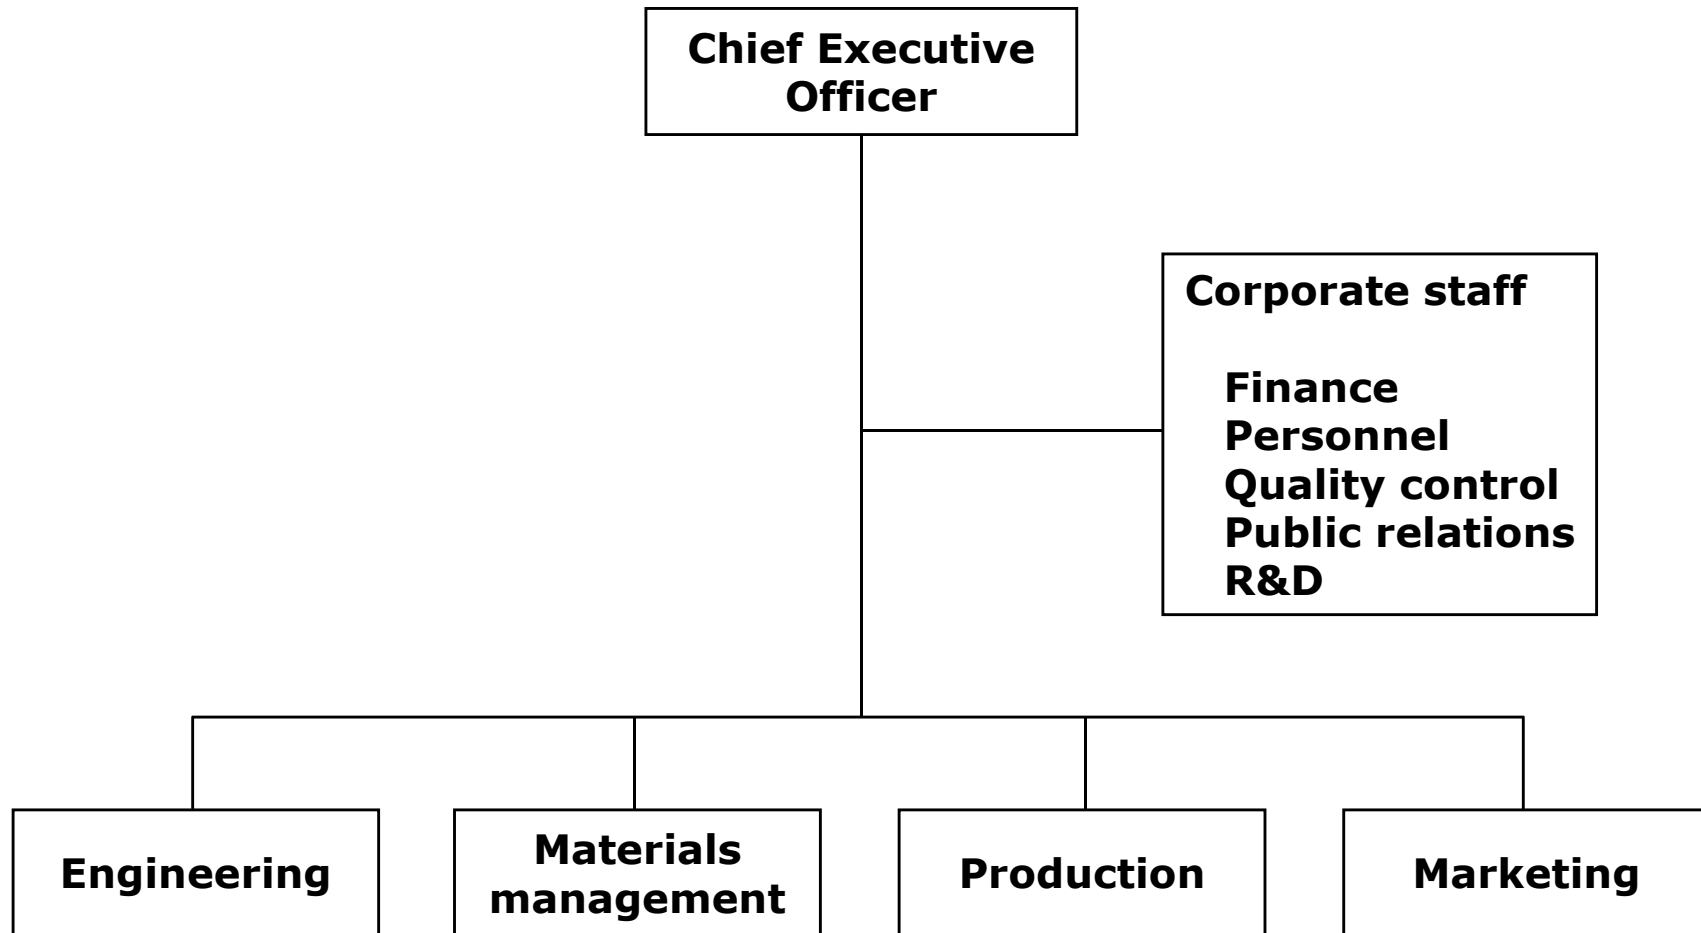 Chief Executive
Officer
Corporate staff
Finance
Personnel
Quality control
Public relations
R&D
Engineering
Materials
management
Production
Marketing